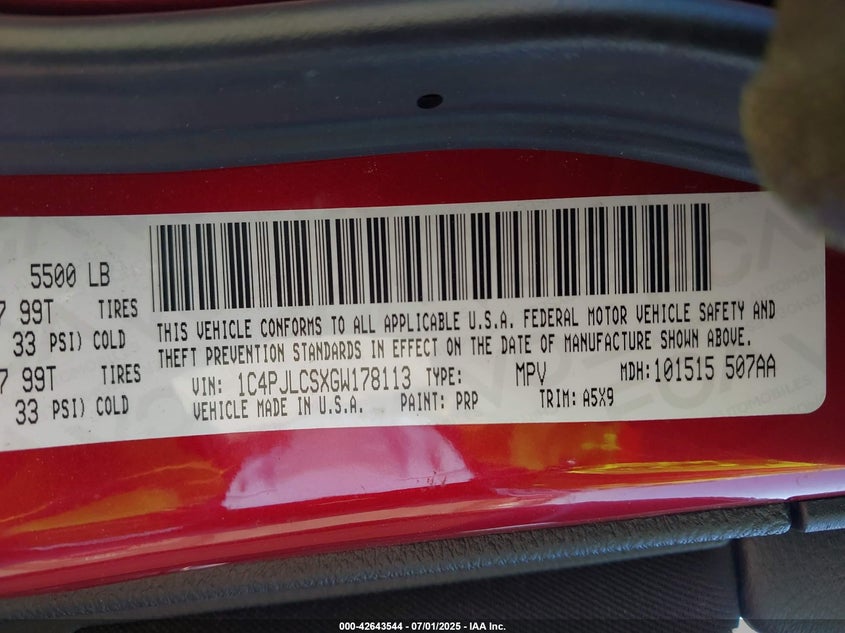 5500 LB
7 99T TIRES
33 PSI) COLD
7 99T TIRES
33 PSI) COLD
THIS VEHICLE CONFORMS TO ALL APPLICABLE U.S.A. FEDERAL MOTOR VEHICLE SAFETY AND
THEFT PREVENTION STANDARDS IN EFFECT ON THE DATE OF MANUFACTURE SHOWN ABOVE.
VIN: 1C4PJLCSXGW178113 TYPE: MPV MDH: 101515 507AA
VEHICLE MADE IN U.S.A. PAINT: PRP TRIM: A5X9
000-42643544 - 07/01/2025 - IAA Inc.